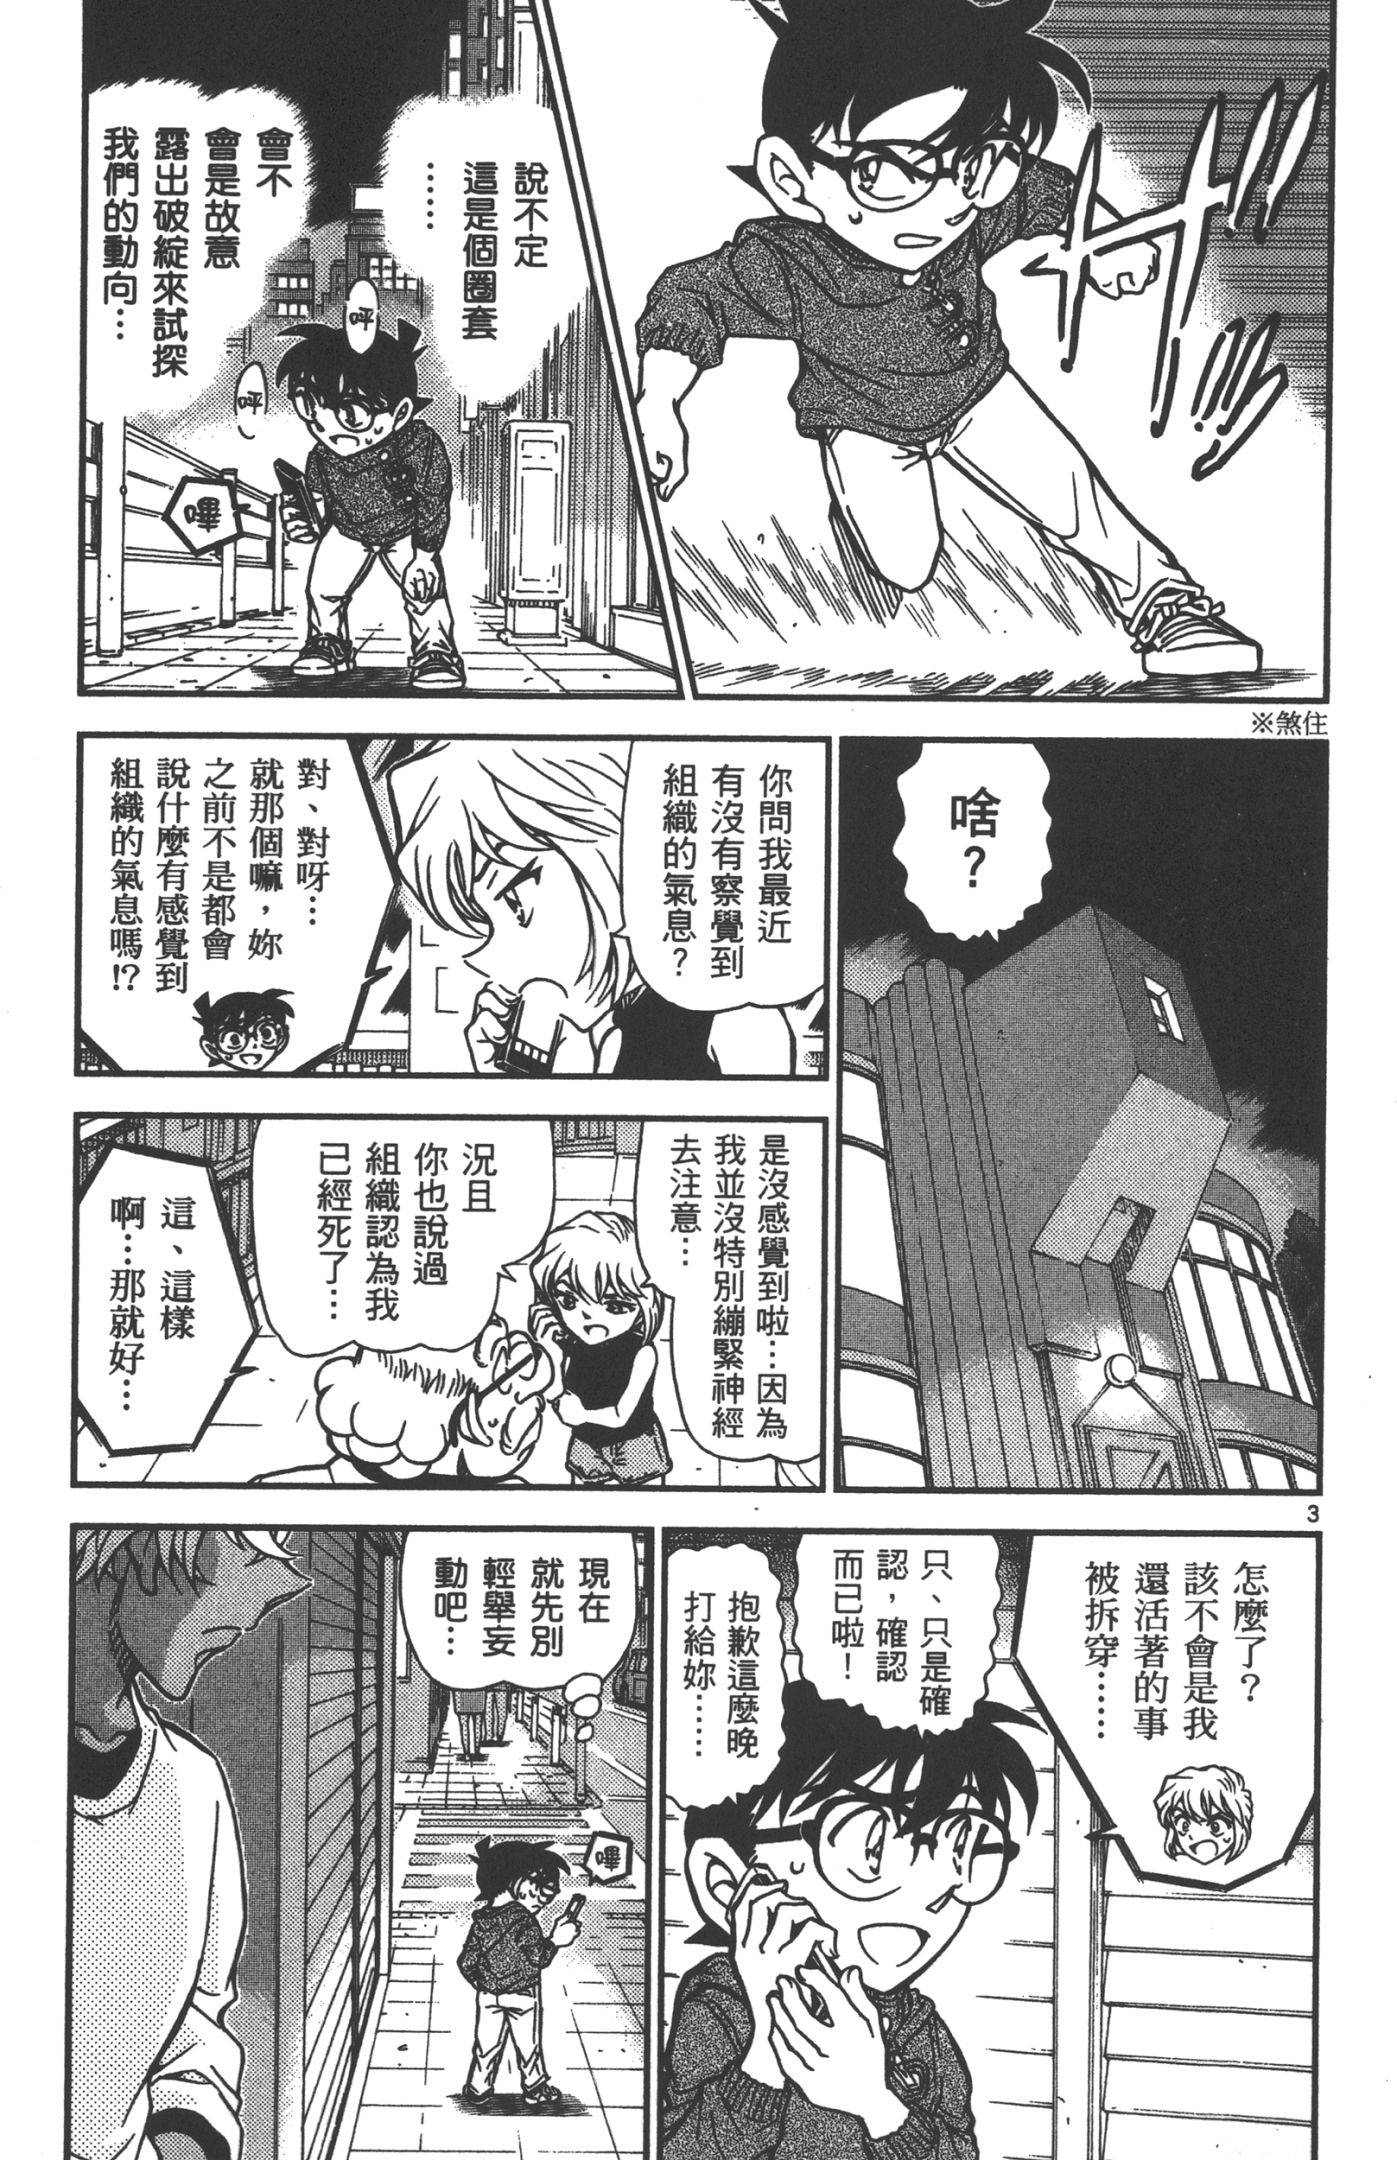 ザザザッ
※煞住
說不定
這是個圈套
……
會不
會是故意
露出破綻來試探
我們的動向…
呼
呼
嗶
啥？
你問我最近
有沒有察覺到
組織的氣息？
對、對呀…
就那個嘛，妳
之前不是都會
說什麼有感覺到
組織的氣息嗎!?
是沒感覺到啦…因為
我並沒特別繃緊神經
去注意…
況且
你也說過
組織認為我
已經死了…
這、這樣
啊…那就好…
3
怎麼了？
該不會是我
還活著的事
被拆穿……
只、只是確
認，確認
而已啦！
抱歉這麼晚
打給妳……
現在
就先別
輕舉妄
動吧…
嗶